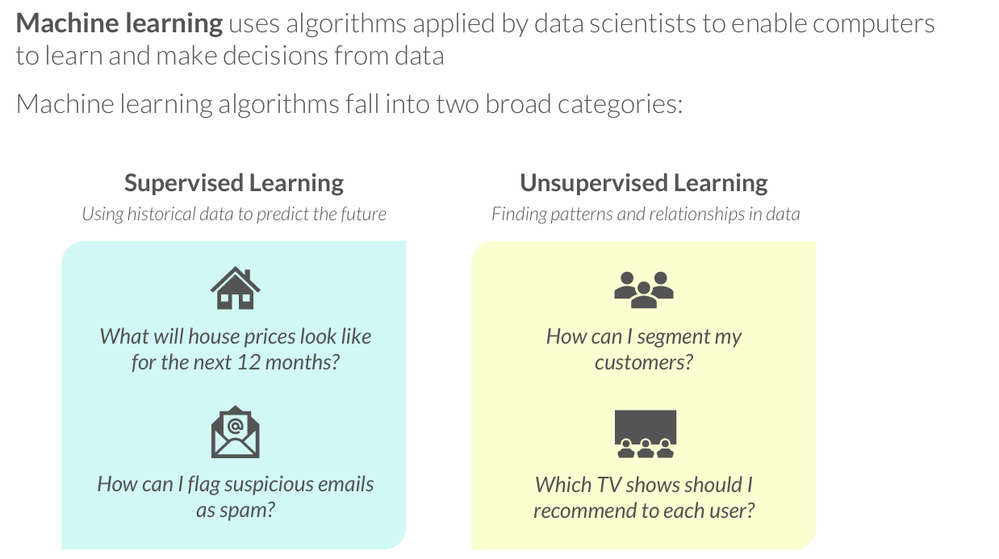 Machine learning uses algorithms applied by data scientists to enable computers
to learn and make decisions from data
Machine learning algorithms fall into two broad categories:
Supervised Learning
Using historical data to predict the future
What will house prices look like
for the next 12 months?
@
How can I flag suspicious emails
as spam?
Unsupervised Learning
Finding patterns and relationships in data
How can I segment my
customers?
Which TV shows should I
recommend to each user?